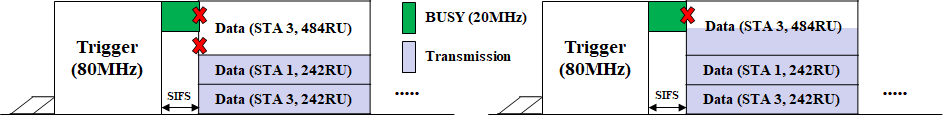 Trigger
(80MHz)
SIFS
Data (STA 3, 484RU)
Data (STA 1, 242RU)
Data (STA 3, 242RU)
.....
BUSY (20MHz)
Transmission
Trigger
(80MHz)
SIFS
Data (STA 3, 484RU)
Data (STA 1, 242RU)
Data (STA 3, 242RU)
.....